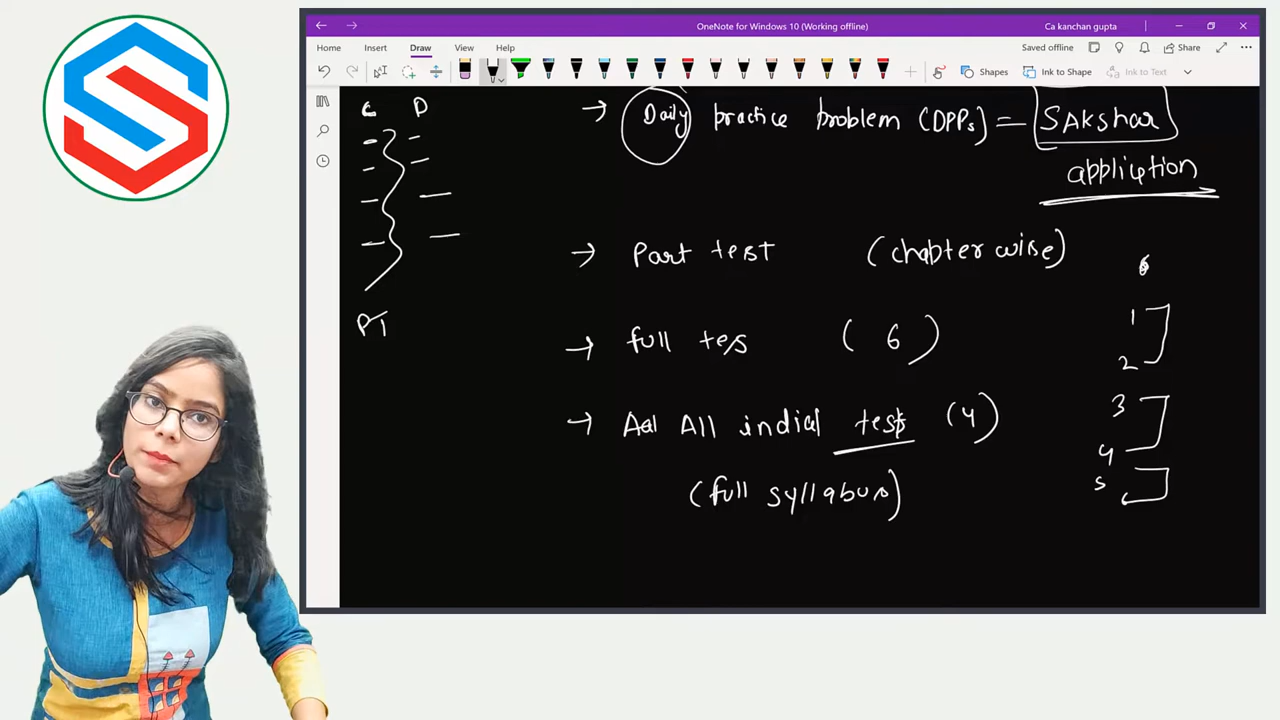 OneNote for Windows 10 (Working offline)
Ca kanchan gupta
Home Insert Draw View Help
Saved offline
Share
Shapes
Ink to Shape
Ink to Text
C D
PT
→ Daily practice problem (DPPs) = SAKshar
application
→ Part test (chapter wise)
→ full tes (6)
→ All indial test (4)
(full syllabus)
1
2
3
4
5